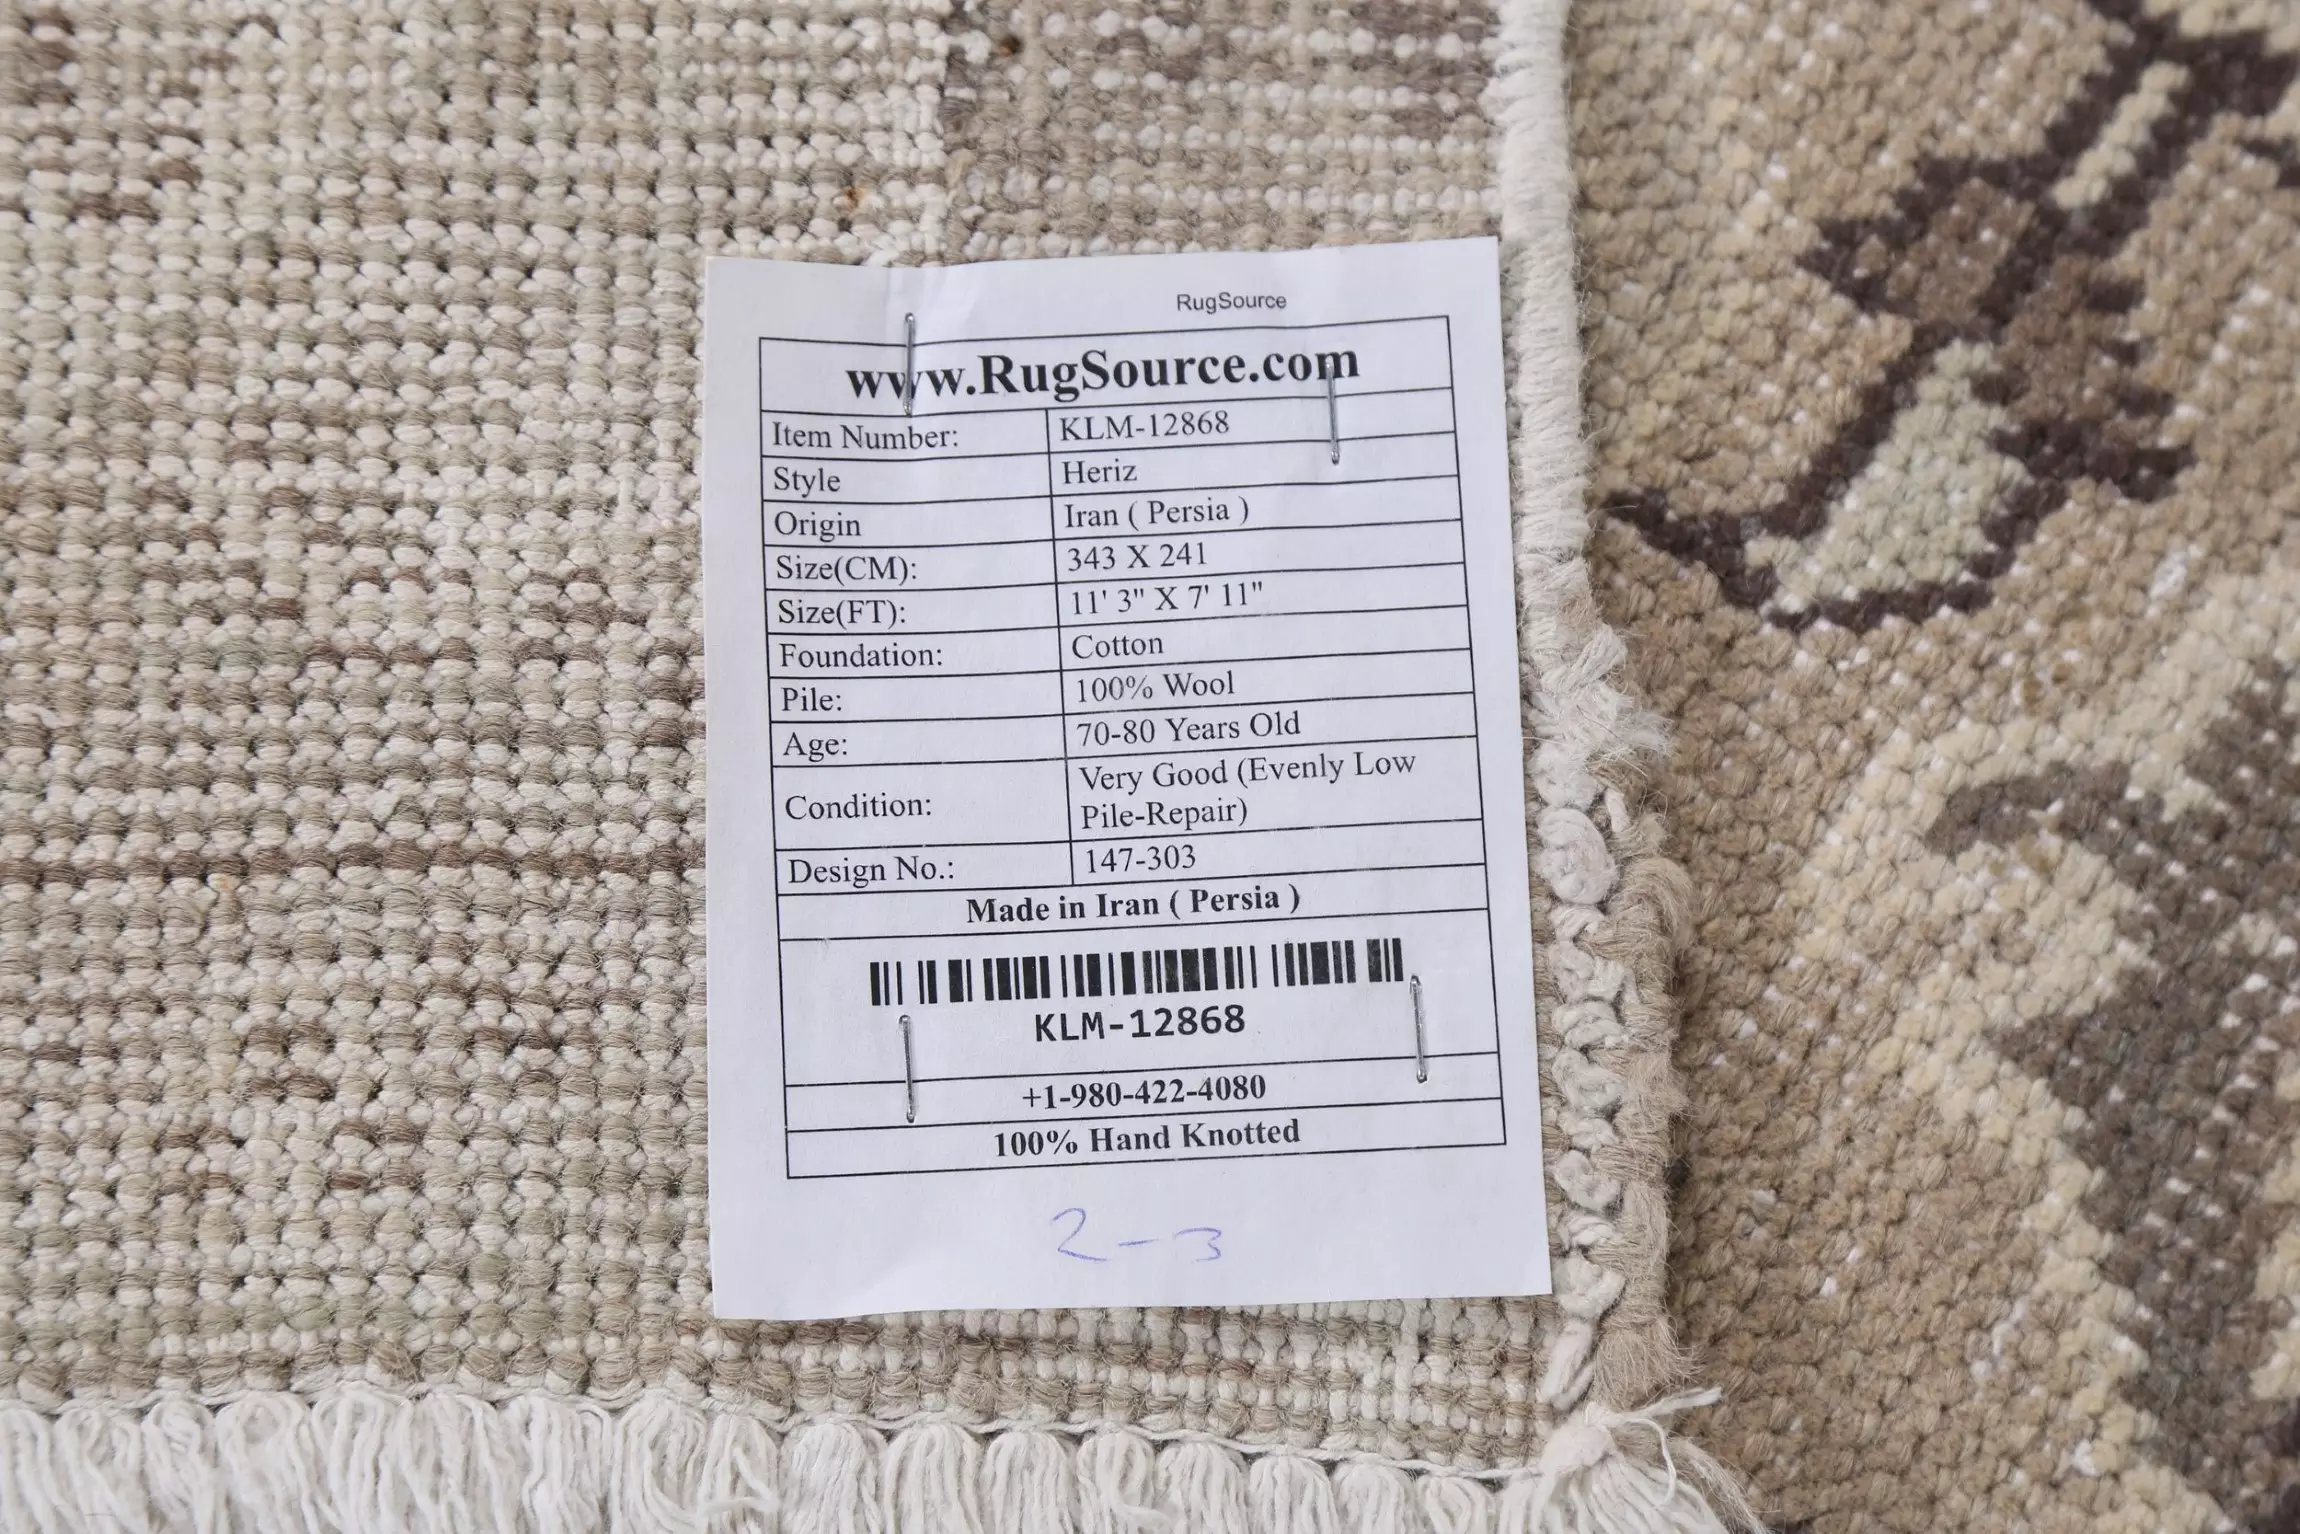 RugSource
www.RugSource.com
Item Number: KLM-12868
Style Heriz
Origin Iran ( Persia )
Size(CM): 343 X 241
Size(FT): 11' 3" X 7' 11"
Foundation: Cotton
Pile: 100% Wool
Age: 70-80 Years Old
Condition: Very Good (Evenly Low
Pile-Repair)
Design No.: 147-303
Made in Iran ( Persia )
KLM-12868
+1-980-422-4080
100% Hand Knotted
2-3